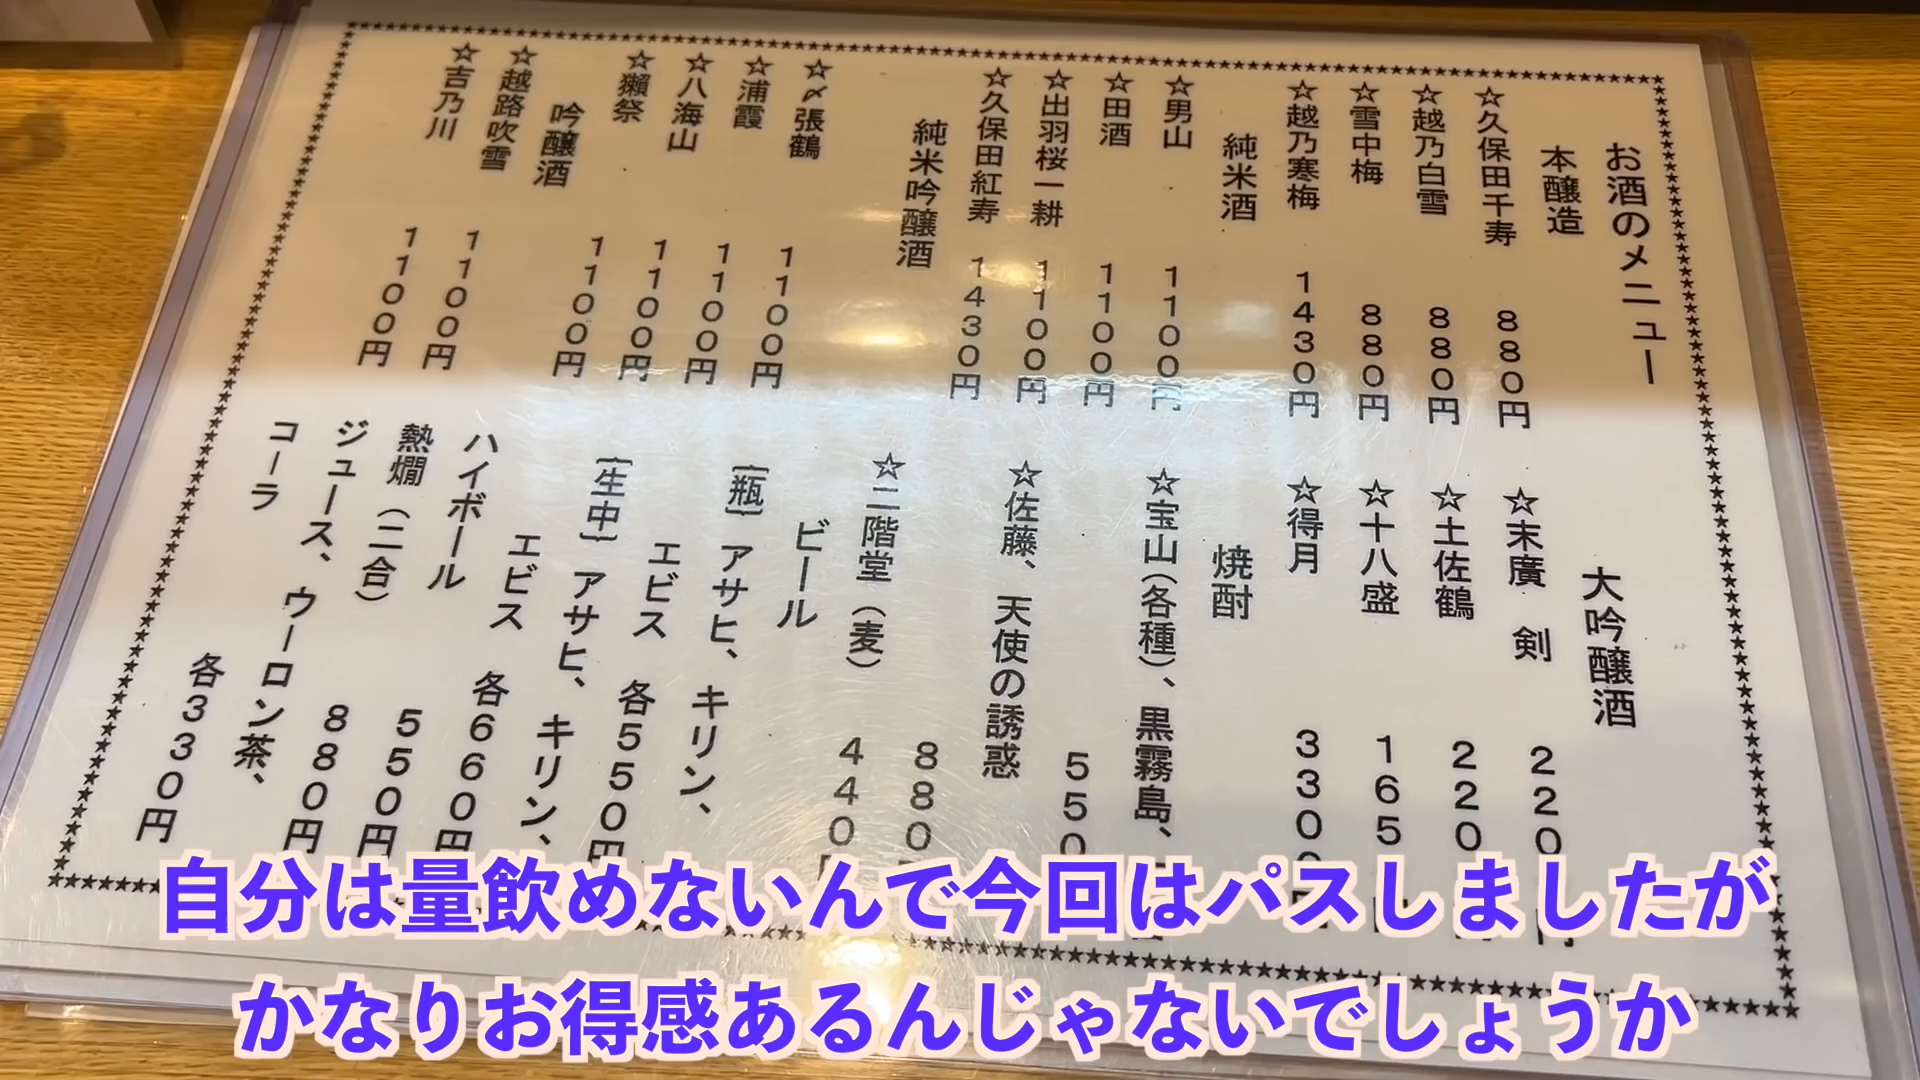 お酒のメニュー
本醸造
☆久保田千寿 880円
☆越乃白雪 880円
☆雪中梅 880円
☆越乃寒梅 1430円
純米酒
☆男山 1100円
☆田酒 1100円
☆出羽桜一耕 1100円
☆久保田紅寿 1430円
純米吟醸酒
☆〆張鶴 1100円
☆浦霞 1100円
☆八海山 1100円
☆獺祭 1100円
吟醸酒
☆越路吹雪 1100円
☆吉乃川 1100円
大吟醸酒
☆末廣 剣 220
☆土佐鶴 220
☆十八盛 165
☆得月 330
焼酎
☆宝山(各種)、黒霧島、
550
☆佐藤、天使の誘惑
880
☆二階堂(麦) 440
ビール
[瓶] アサヒ、キリン、
エビス 各550円
[生中] アサヒ、キリン、
エビス 各660円
ハイボール 550円
熱燗(二合) 880円
ジュース、ウーロン茶、
コーラ 各330円
自分は量飲めないんで今回はパスしましたが
かなりお得感あるんじゃないでしょうか